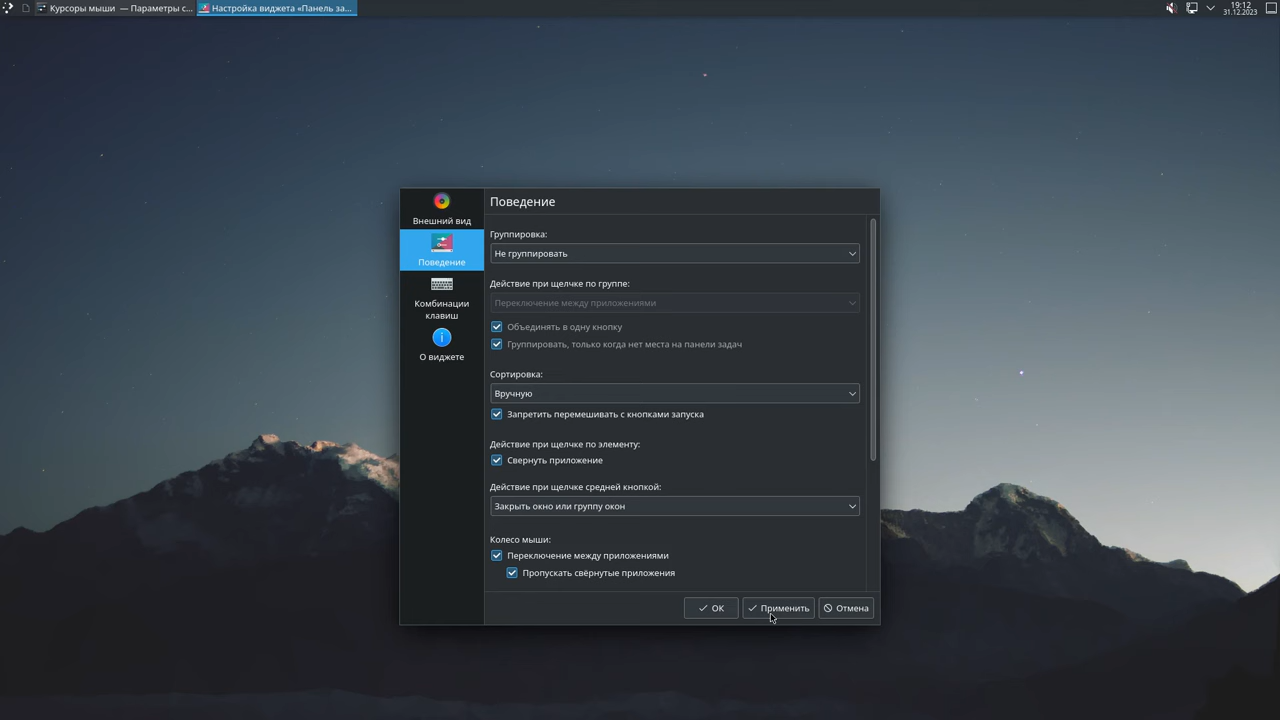 Курсоры мыши — Параметры с...
Настройка виджета «Панель за...
19:12
31.12.2023
Внешний вид
Поведение
Комбинации
клавиш
О виджете
Поведение
Группировка:
Не группировать
Действие при щелчке по группе:
Переключение между приложениями
Объединять в одну кнопку
Группировать, только когда нет места на панели задач
Сортировка:
Вручную
Запретить перемешивать с кнопками запуска
Действие при щелчке по элементу:
Свернуть приложение
Действие при щелчке средней кнопкой:
Закрыть окно или группу окон
Колесо мыши:
Переключение между приложениями
Пропускать свёрнутые приложения
ОК
Применить
Отмена